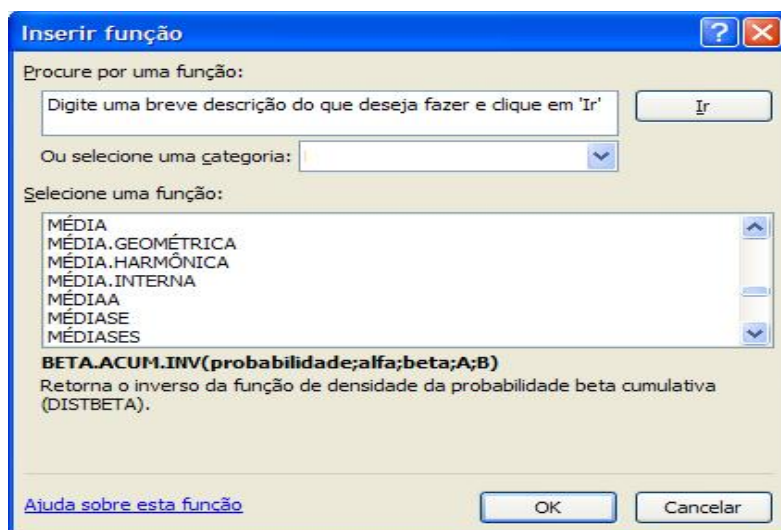 Inserir função
Procure por uma função:
Digite uma breve descrição do que deseja fazer e clique em 'Ir'
Ir
Ou selecione uma categoria:
Selecione uma função:
MÉDIA
MÉDIA.GEOMÉTRICA
MÉDIA.HARMÔNICA
MÉDIA.INTERNA
MÉDIAA
MÉDIASE
MÉDIASES
BETA.ACUM.INV(probabilidade;alfa;beta;A;B)
Retorna o inverso da função de densidade da probabilidade beta cumulativa
(DISTBETA).
Ajuda sobre esta função
OK
Cancelar